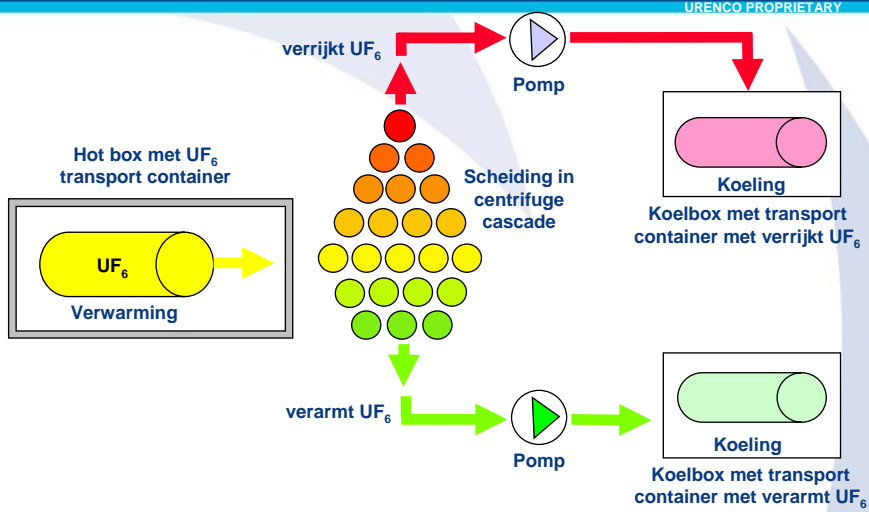 URENCO PROPRIETARY
verrijkt UF₆
Pomp
Hot box met UF₆
transport container
UF₆
Verwarming
Scheiding in
centrifuge
cascade
Koeling
Koelbox met transport
container met verrijkt UF₆
verarmt UF₆
Pomp
Koeling
Koelbox met transport
container met verarmt UF₆